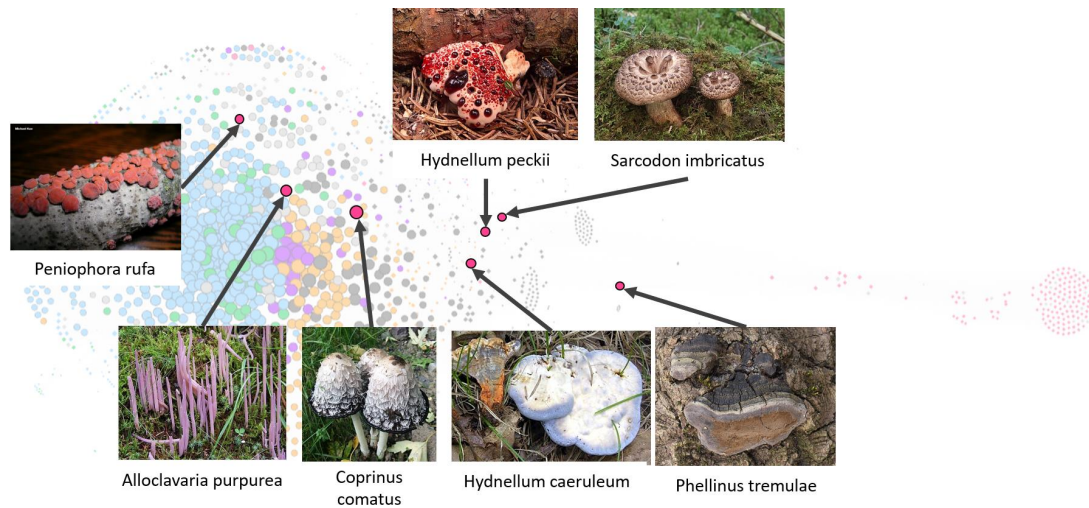 Hydnellum peckii
Sarcodon imbricatus
Peniophora rufa
Alloclavaria purpurea
Coprinus
comatus
Hydnellum caeruleum
Phellinus tremulae